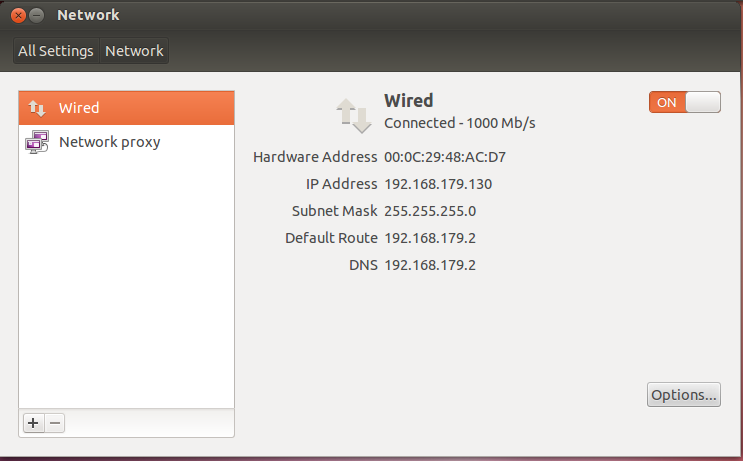 Network
All Settings Network
Wired
Network proxy
Wired
Connected - 1000 Mb/s
ON
Hardware Address 00:0C:29:48:AC:D7
IP Address 192.168.179.130
Subnet Mask 255.255.255.0
Default Route 192.168.179.2
DNS 192.168.179.2
Options...